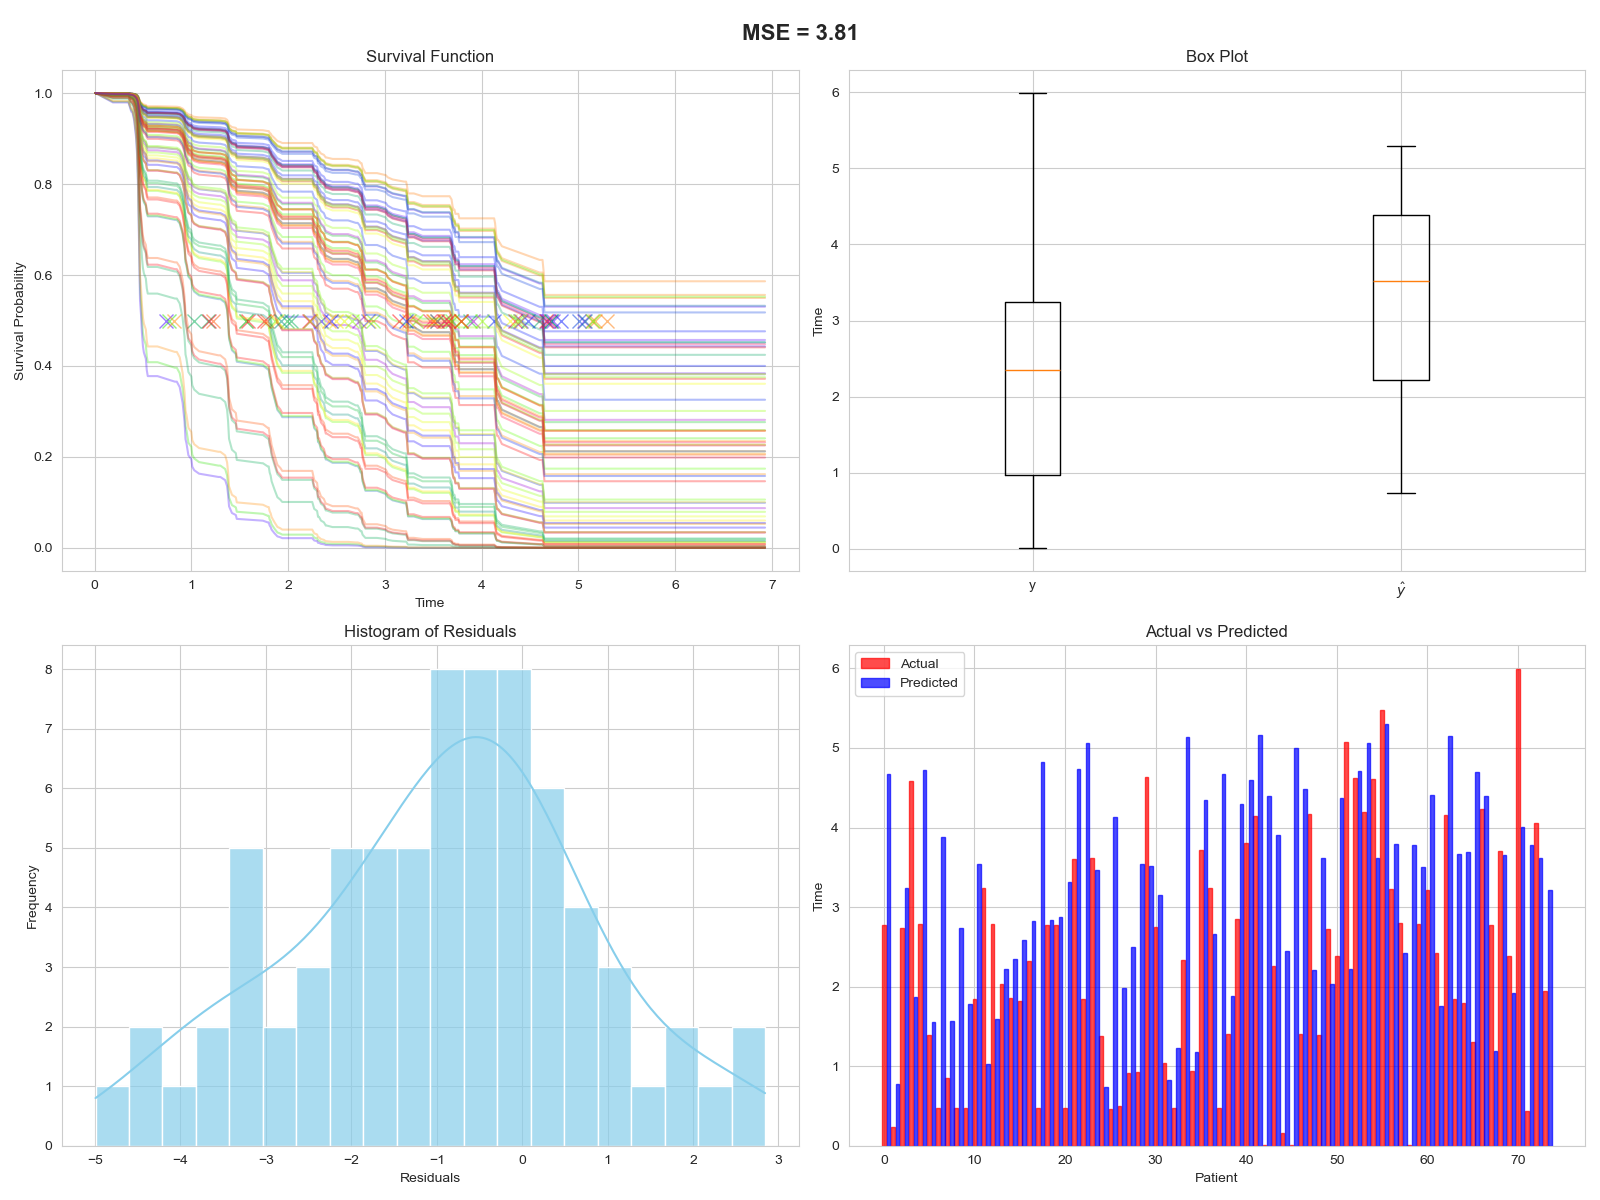 MSE = 3.81
Survival Function
Survival Probability
1.0
0.8
0.6
0.4
0.2
0.0
0 1 2 3 4 5 6 7
Time
Box Plot
Time
6
5
4
3
2
1
0
y ŷ
Histogram of Residuals
Frequency
8
7
6
5
4
3
2
1
0
−5 −4 −3 −2 −1 0 1 2 3
Residuals
Actual vs Predicted
Actual
Predicted
Time
6
5
4
3
2
1
0
0 10 20 30 40 50 60 70
Patient